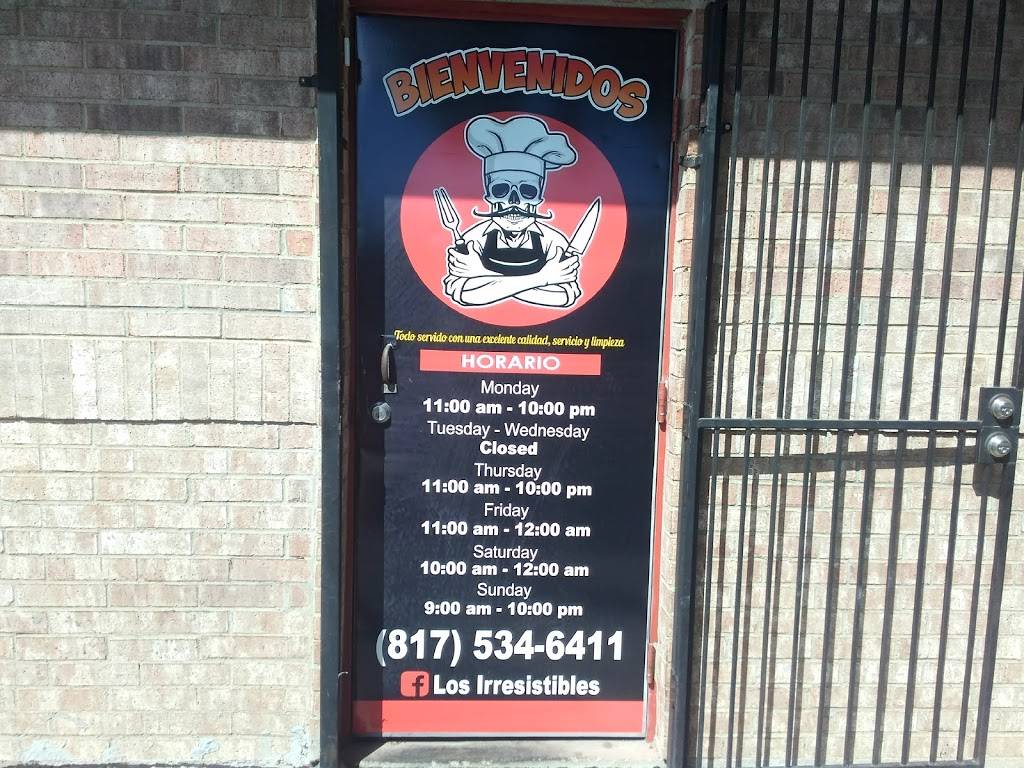 BIENVENIDOS
Todo servido con una excelente calidad, servicio y limpieza
HORARIO
Monday
11:00 am - 10:00 pm
Tuesday - Wednesday
Closed
Thursday
11:00 am - 10:00 pm
Friday
11:00 am - 12:00 am
Saturday
10:00 am - 12:00 am
Sunday
9:00 am - 10:00 pm
(817) 534-6411
f Los Irresistibles